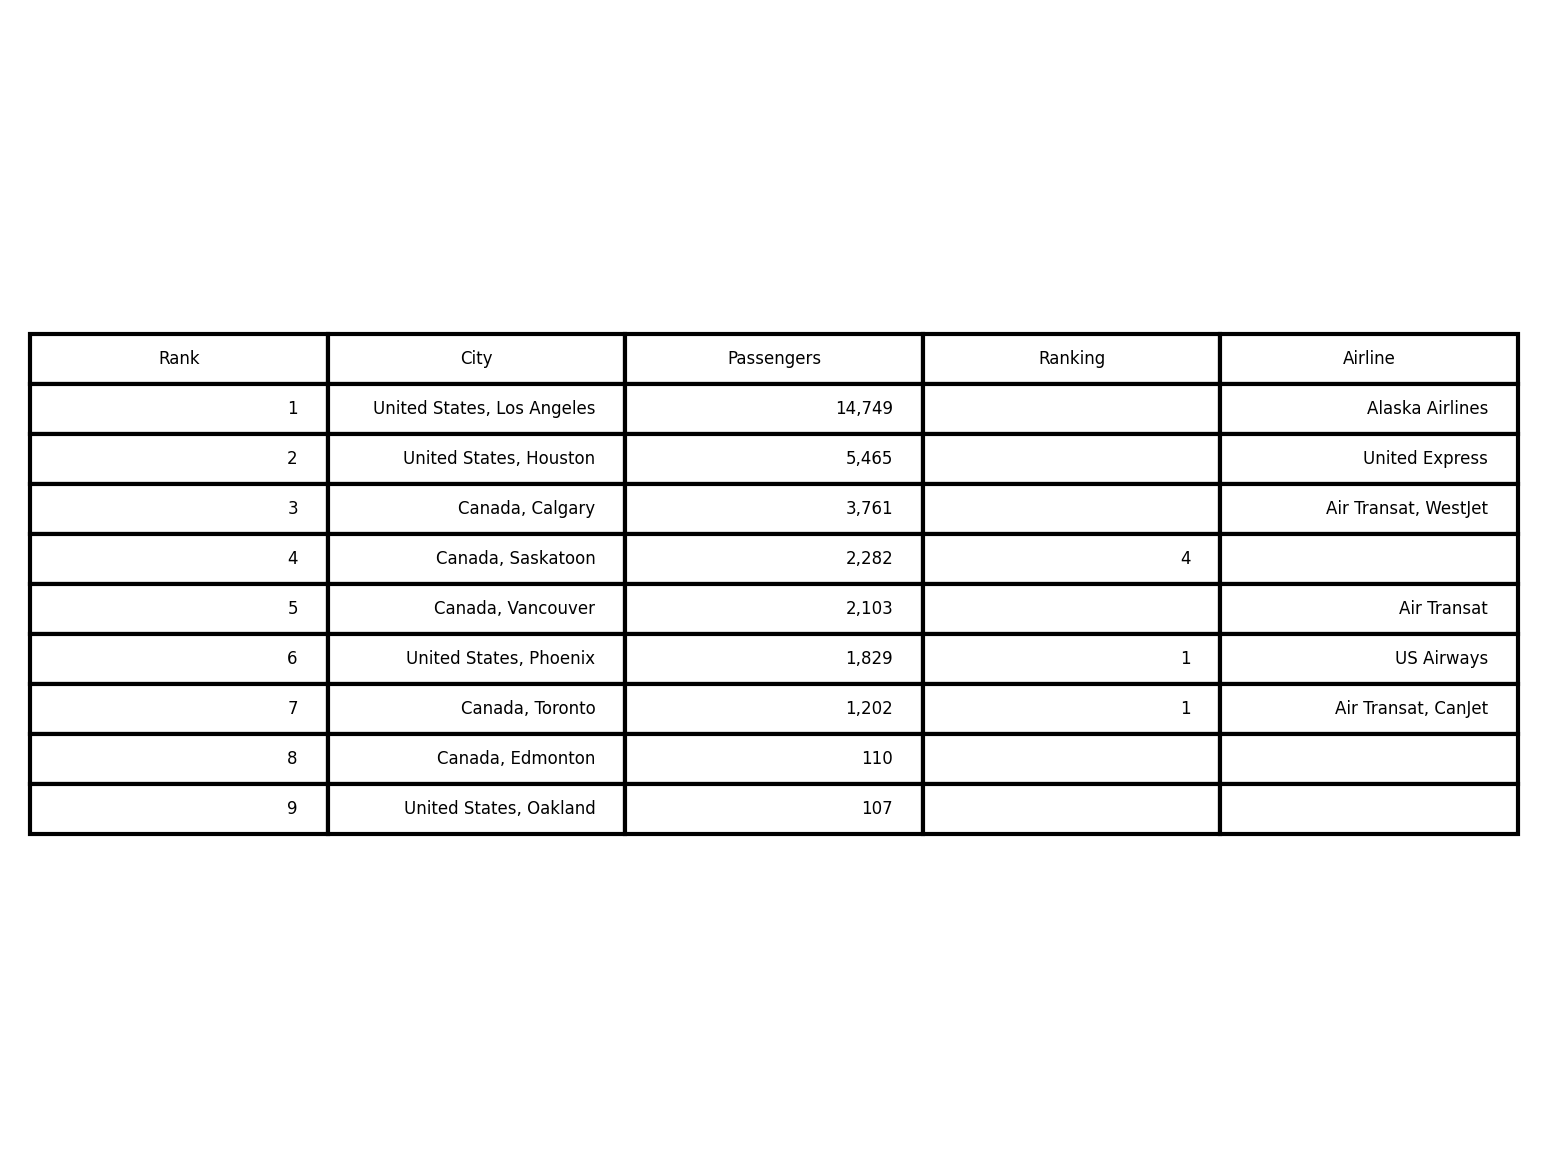 Rank City Passengers Ranking Airline
1 United States, Los Angeles 14,749 Alaska Airlines
2 United States, Houston 5,465 United Express
3 Canada, Calgary 3,761 Air Transat, WestJet
4 Canada, Saskatoon 2,282 4
5 Canada, Vancouver 2,103 Air Transat
6 United States, Phoenix 1,829 1 US Airways
7 Canada, Toronto 1,202 1 Air Transat, CanJet
8 Canada, Edmonton 110
9 United States, Oakland 107